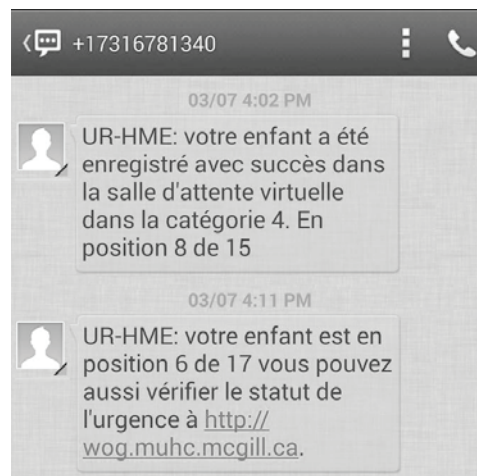 +17316781340
03/07 4:02 PM
UR-HME: votre enfant a été
enregistré avec succès dans
la salle d'attente virtuelle
dans la catégorie 4. En
position 8 de 15
03/07 4:11 PM
UR-HME: votre enfant est en
position 6 de 17 vous pouvez
aussi vérifier le statut de
l'urgence à http://
wog.muhc.mcgill.ca.